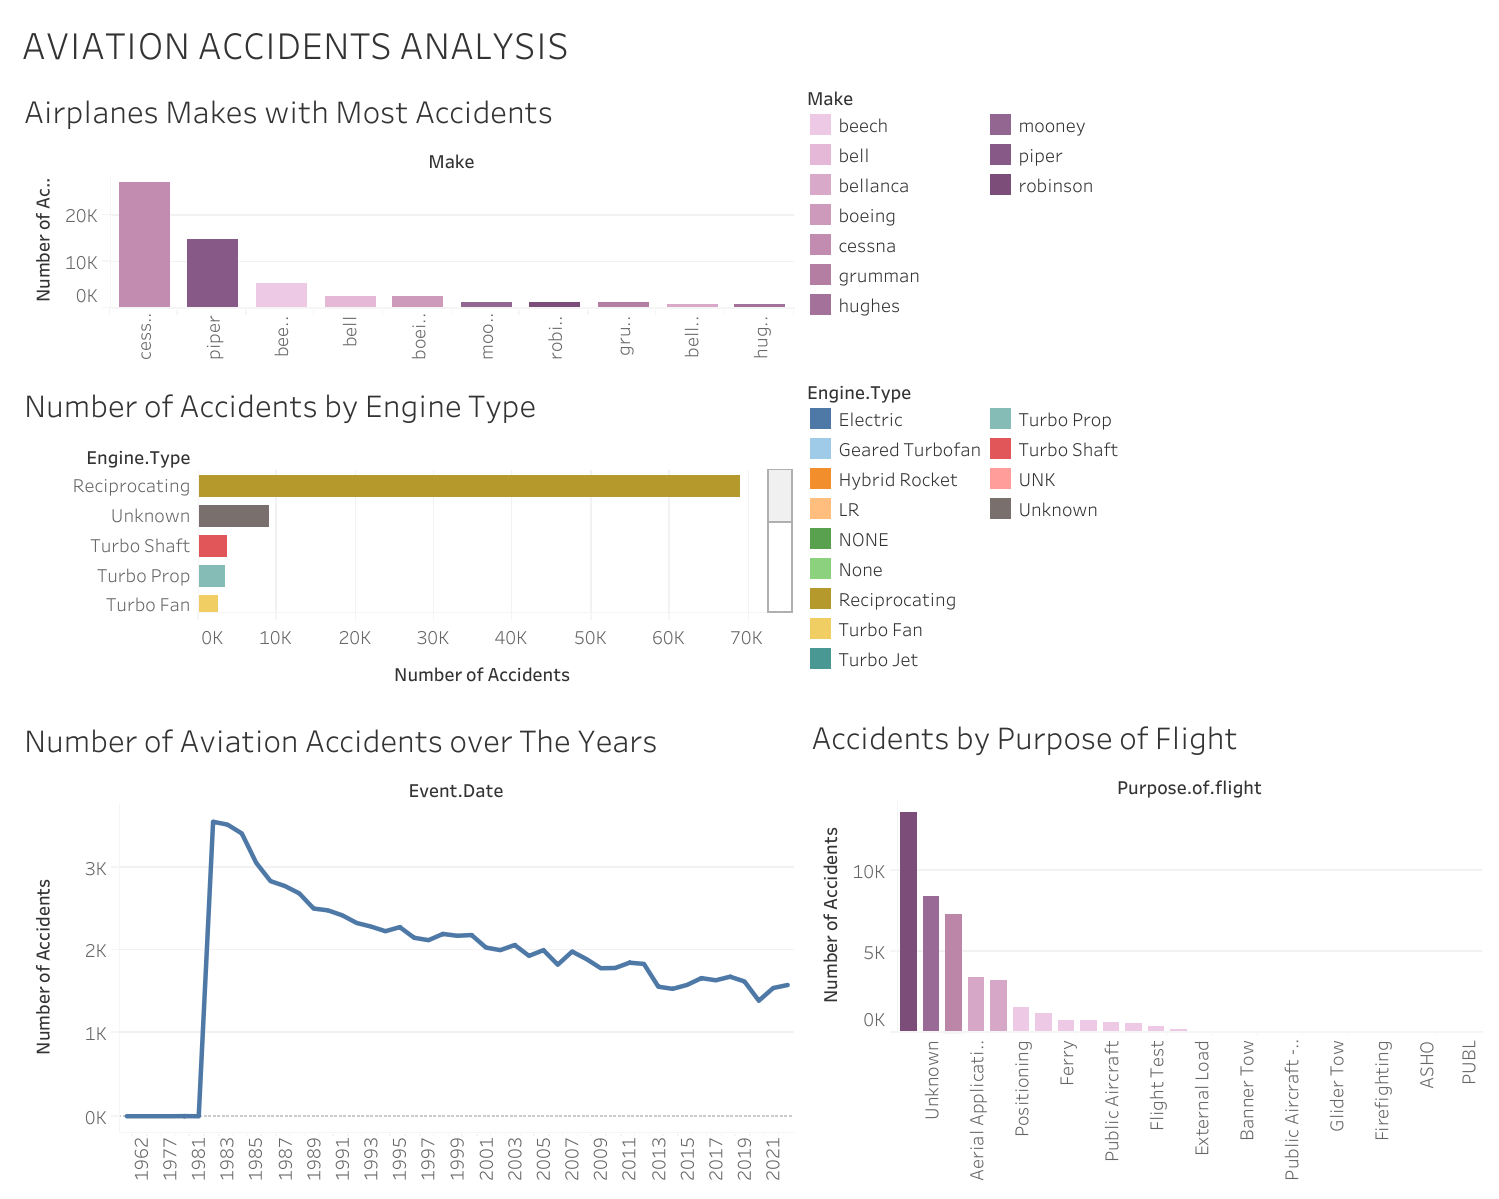 AVIATION ACCIDENTS ANALYSIS
Airplanes Makes with Most Accidents
Make
Number of Ac..
20K
10K
0K
cess..
piper
bee..
bell
boei..
moo..
robi..
gru..
bell..
hug..
Make
beech
bell
bellanca
boeing
cessna
grumman
hughes
mooney
piper
robinson
Number of Accidents by Engine Type
Engine.Type
Reciprocating
Unknown
Turbo Shaft
Turbo Prop
Turbo Fan
0K
10K
20K
30K
40K
50K
60K
70K
Number of Accidents
Engine.Type
Electric
Geared Turbofan
Hybrid Rocket
LR
NONE
None
Reciprocating
Turbo Fan
Turbo Jet
Turbo Prop
Turbo Shaft
UNK
Unknown
Number of Aviation Accidents over The Years
Event.Date
Number of Accidents
3K
2K
1K
0K
1962
1977
1981
1983
1985
1987
1989
1991
1993
1995
1997
1999
2001
2003
2005
2007
2009
2011
2013
2015
2017
2019
2021
Accidents by Purpose of Flight
Purpose.of.flight
Number of Accidents
10K
5K
0K
Unknown
Aerial Applicati..
Positioning
Ferry
Public Aircraft
Flight Test
External Load
Banner Tow
Public Aircraft -..
Glider Tow
Firefighting
ASHO
PUBL